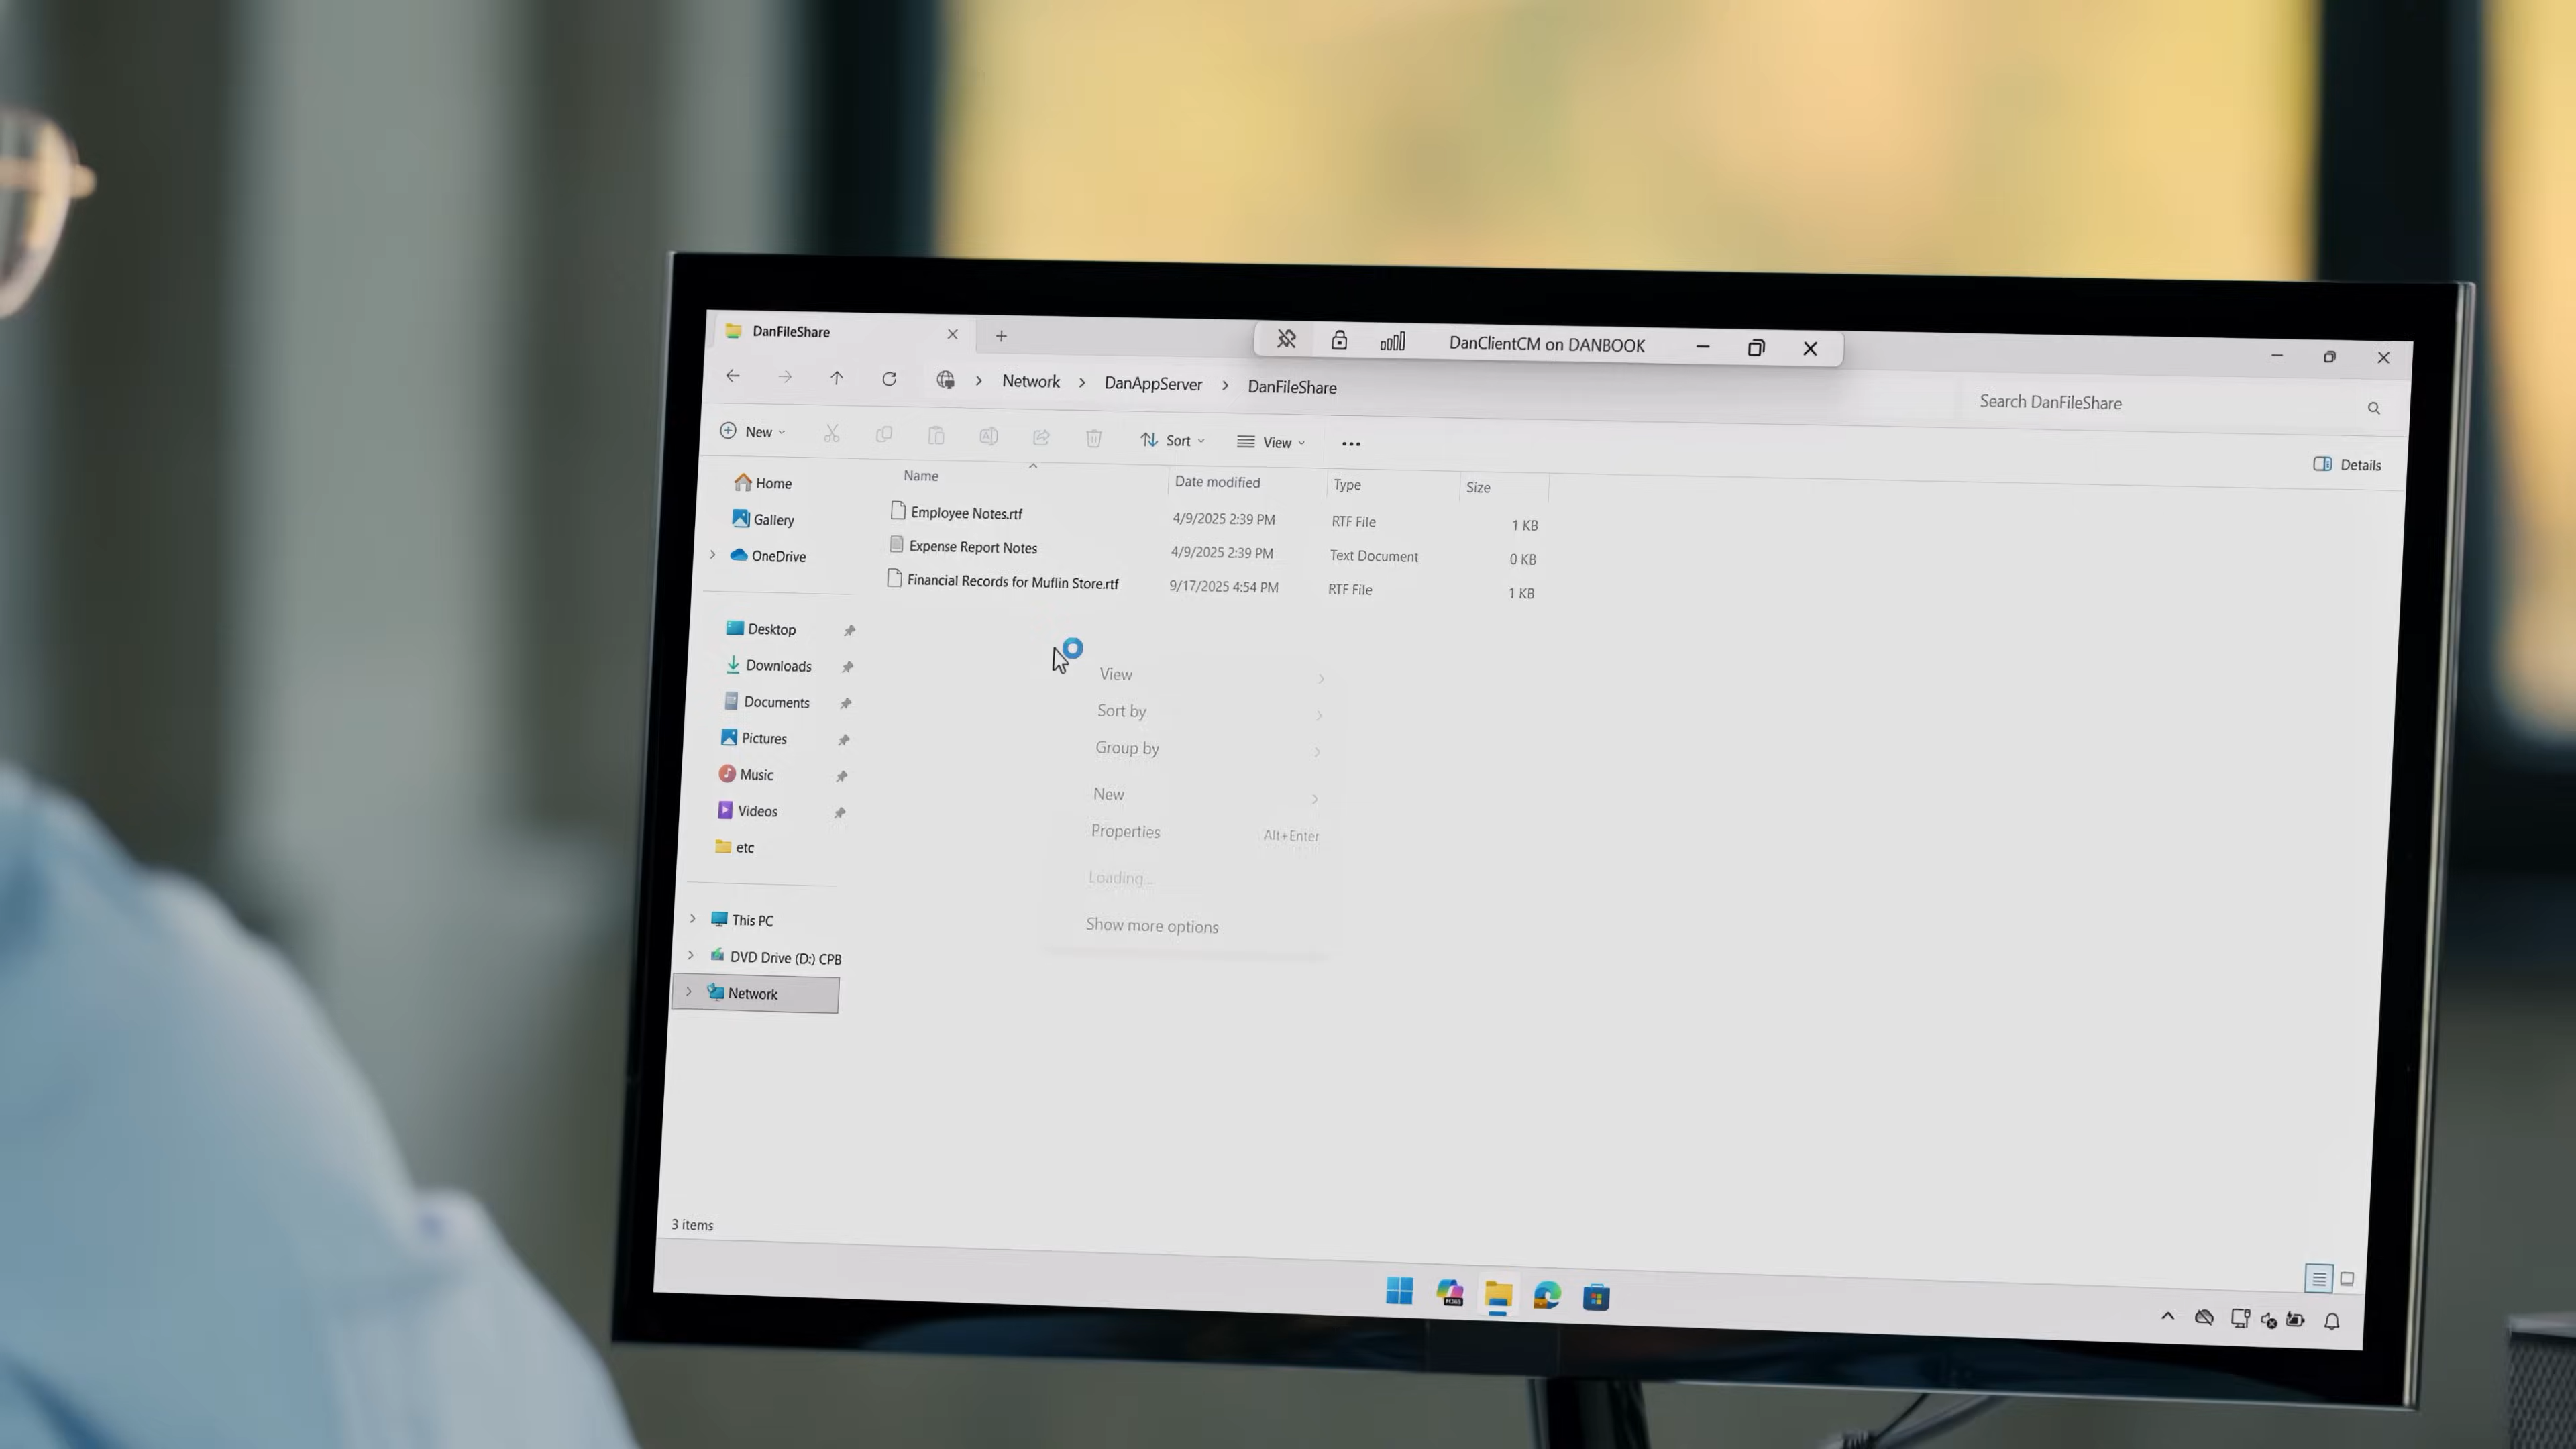 DanFileShare
DanClientCM on DANBOOK
Network > DanAppServer > DanFileShare
Search DanFileShare
New
Sort
View
Details
Name
Date modified
Type
Size
Employee Notes.rtf 4/9/2025 2:39 PM RTF File 1 KB
Expense Report Notes 4/9/2025 2:39 PM Text Document 0 KB
Financial Records for Muflin Store.rtf 9/17/2025 4:54 PM RTF File 1 KB
Home
Gallery
OneDrive
Desktop
Downloads
Documents
Pictures
Music
Videos
etc
This PC
DVD Drive (D:) CPB
Network
View
Sort by
Group by
New
Properties Alt+Enter
Loading...
Show more options
3 items